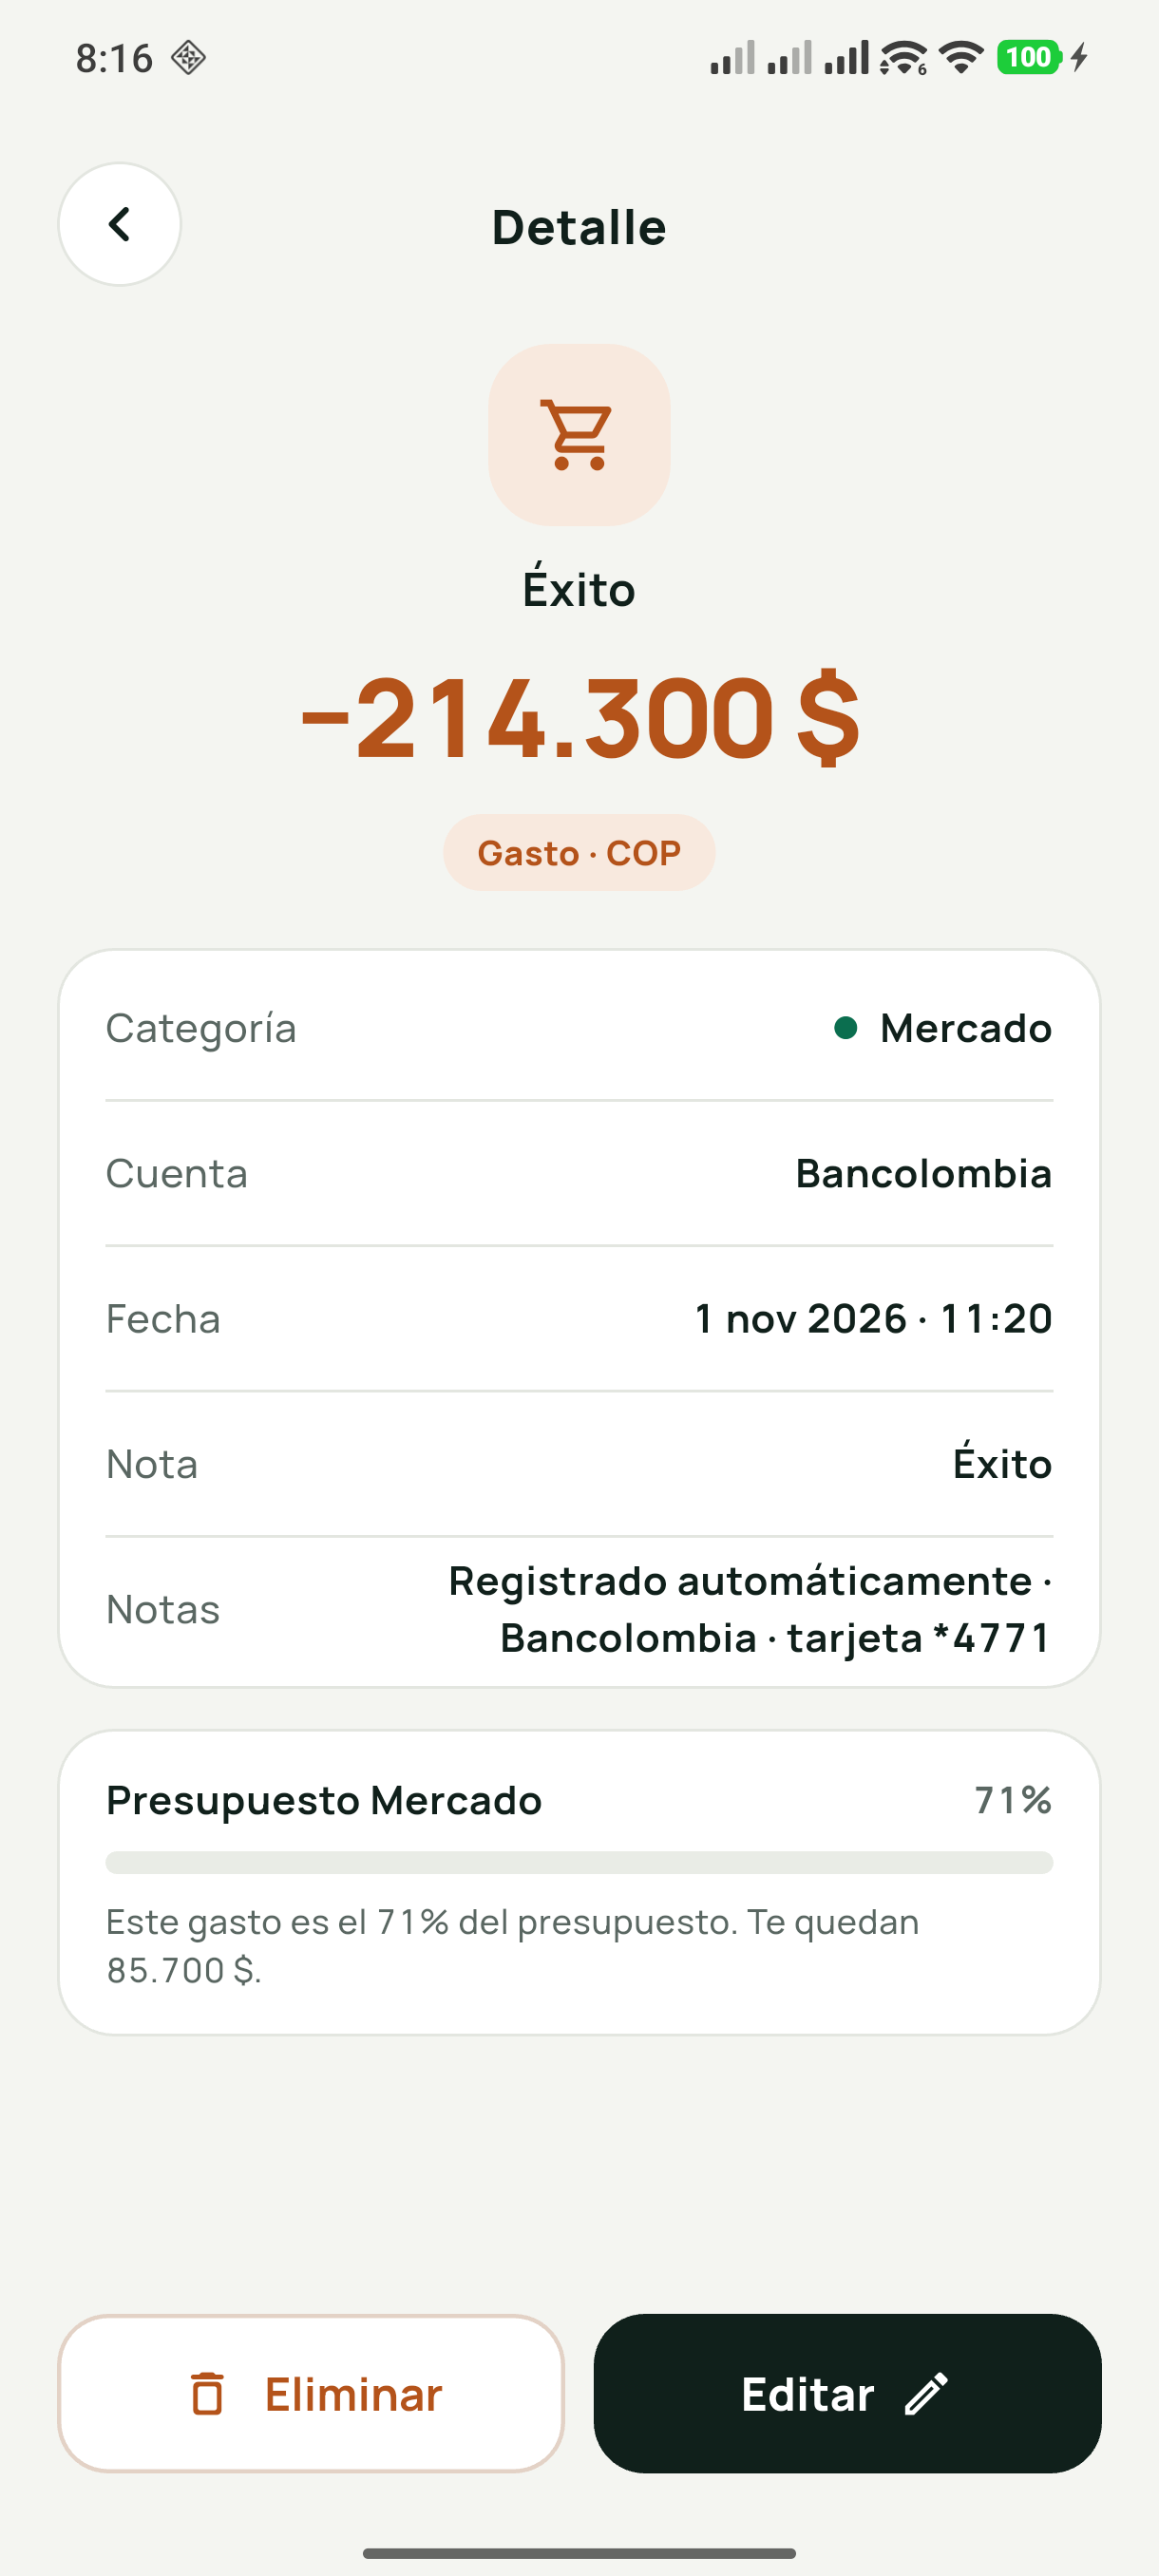 8:16
6
100
Detalle
Éxito
−214.300 $
Gasto · COP
Categoría
Mercado
Cuenta
Bancolombia
Fecha
1 nov 2026 · 11:20
Nota
Éxito
Notas
Registrado automáticamente ·
Bancolombia · tarjeta *4771
Presupuesto Mercado
71%
Este gasto es el 71% del presupuesto. Te quedan
85.700 $.
Eliminar
Editar